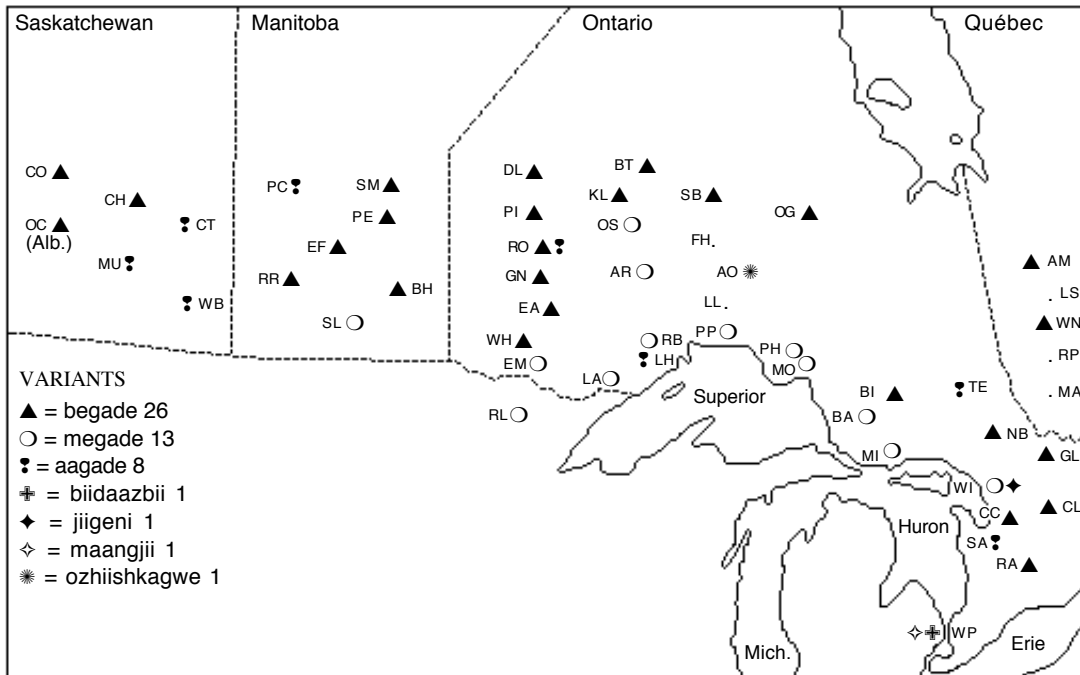 Saskatchewan Manitoba Ontario Québec
CO
CH
OC
(Alb.)
CT
MU
WB
PC
SM
PE
EF
RR
BH
SL
DL
BT
PI
KL
SB
OG
OS
FH
RO
GN
AR
AO
EA
LL
WH
RB
PP
EM
LH
PH
MO
LA
RL
AM
LS
WN
RP
MA
BI
TE
BA
NB
MI
GL
WI
CC
CL
SA
RA
WP
Superior
Huron
Mich.
Erie
VARIANTS
▲ = begade 26
❍ = megade 13
❢ = aagade 8
✙ = biidaazbii 1
✦ = jiigeni 1
✧ = maangjii 1
✺ = ozhiishkagwe 1